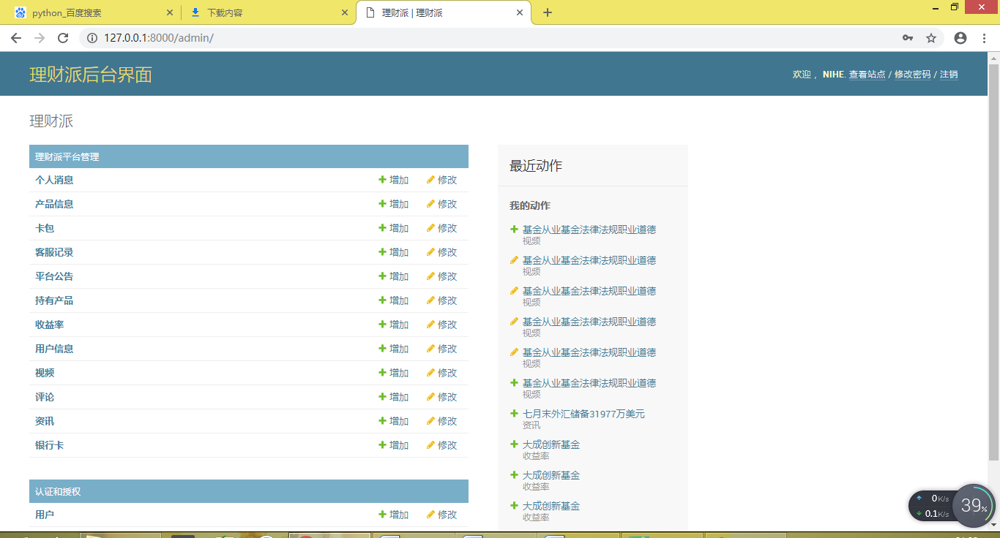 python_百度搜索
下载内容
理财派 | 理财派
127.0.0.1:8000/admin/
理财派后台界面
欢迎， NIHE. 查看站点 / 修改密码 / 注销
理财派
理财派平台管理
个人消息 增加 修改
产品信息 增加 修改
卡包 增加 修改
客服记录 增加 修改
平台公告 增加 修改
持有产品 增加 修改
收益率 增加 修改
用户信息 增加 修改
视频 增加 修改
评论 增加 修改
资讯 增加 修改
银行卡 增加 修改
认证和授权
用户 增加 修改
最近动作
我的动作
基金从业基金法律法规职业道德
视频
基金从业基金法律法规职业道德
视频
基金从业基金法律法规职业道德
视频
基金从业基金法律法规职业道德
视频
基金从业基金法律法规职业道德
视频
基金从业基金法律法规职业道德
视频
七月末外汇储备31977万美元
资讯
大成创新基金
收益率
大成创新基金
收益率
大成创新基金
收益率
0K/s
0.1K/s
39%